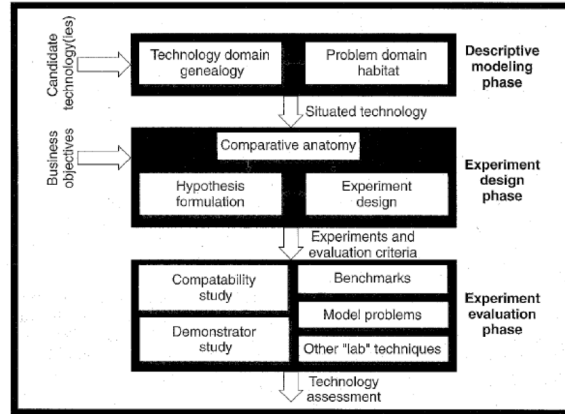 Candidate
technology(ies)
Technology domain
genealogy
Problem domain
habitat
Descriptive
modeling
phase
Situated technology
Business
objectives
Comparative anatomy
Hypothesis
formulation
Experiment
design
Experiment
design
phase
Experiments and
evaluation criteria
Compatability
study
Demonstrator
study
Benchmarks
Model problems
Other "lab" techniques
Experiment
evaluation
phase
Technology
assessment